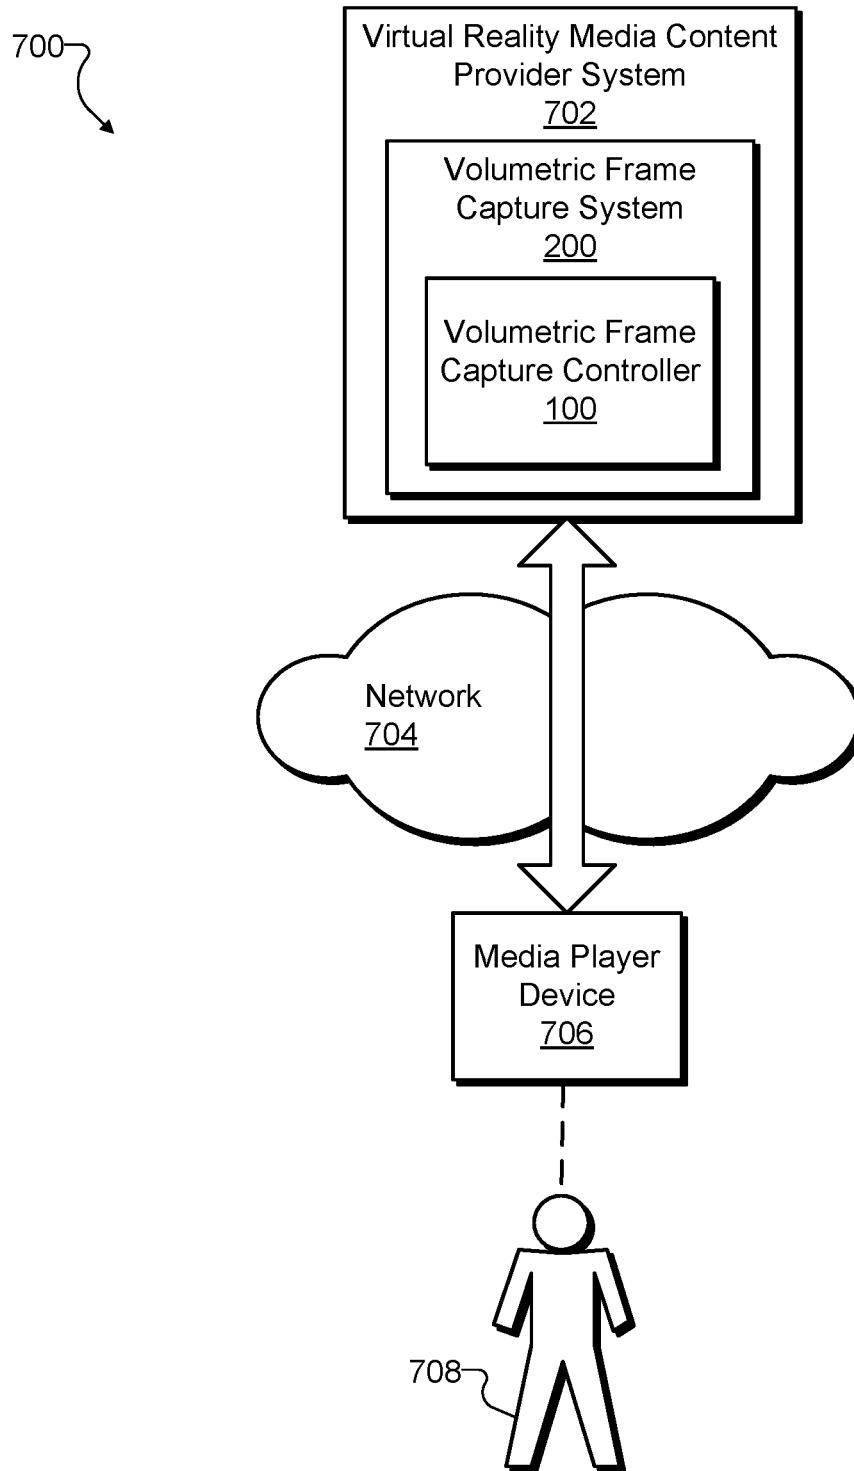 700
Virtual Reality Media Content
Provider System
702
Volumetric Frame
Capture System
200
Volumetric Frame
Capture Controller
100
Network
704
Media Player
Device
706
708